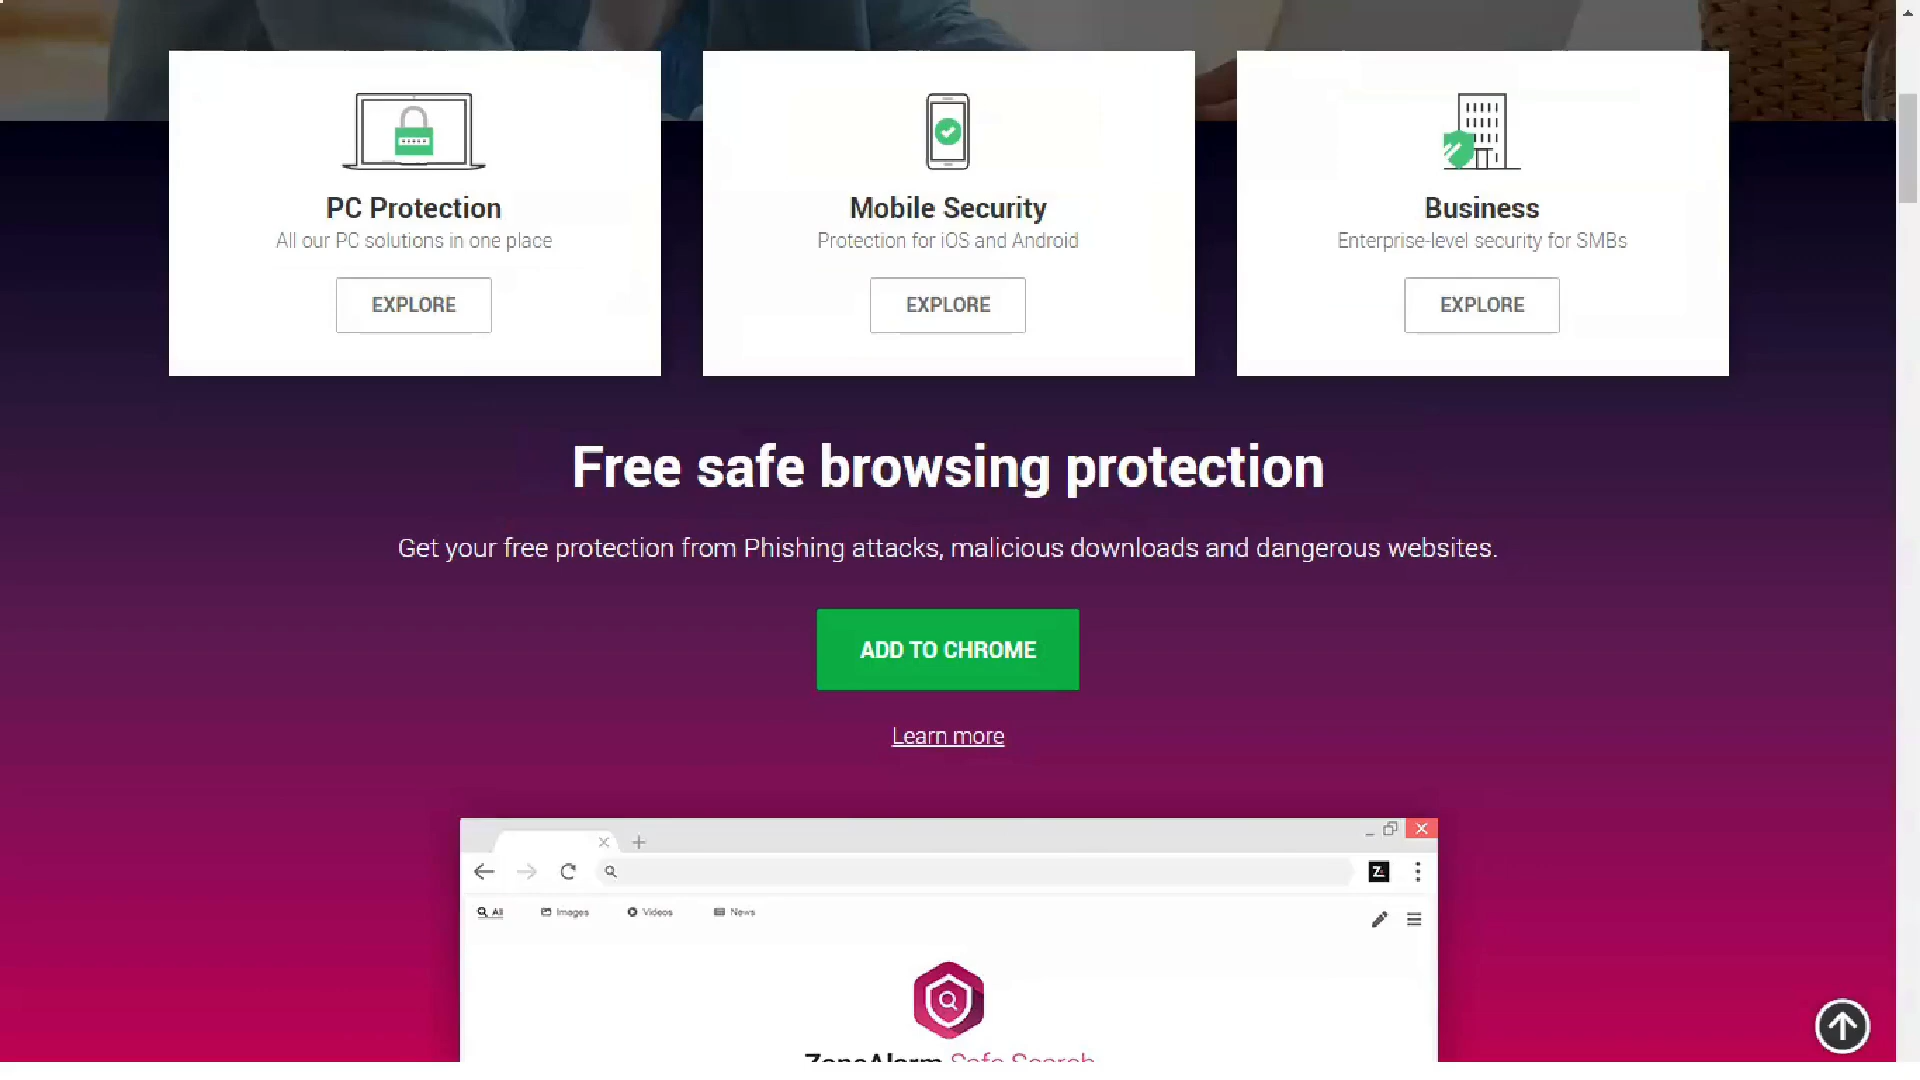 PC Protection
All our PC solutions in one place
EXPLORE
Mobile Security
Protection for iOS and Android
EXPLORE
Business
Enterprise-level security for SMBs
EXPLORE
Free safe browsing protection
Get your free protection from Phishing attacks, malicious downloads and dangerous websites.
ADD TO CHROME
Learn more
Z
All Images Videos News
ZoneAlarm Safe Search